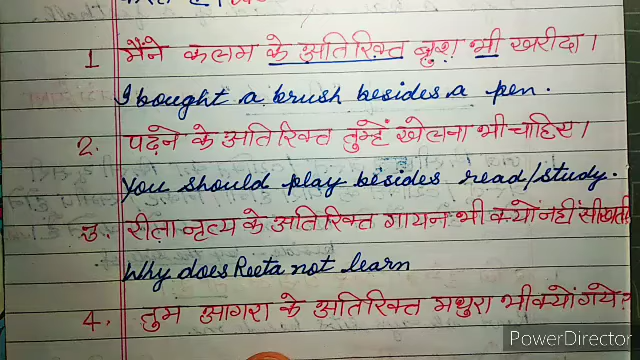 1 मैंने कलम के अतिरिक्त ब्रुश भी खरीदा।
I bought a brush besides a pen.
2. पढ़ने के अतिरिक्त तुम्हें खेलना भी चाहिए।
You should play besides read/study.
3. रीता नृत्य के अतिरिक्त गायन भी क्यों नहीं सीखती
Why does Reeta not learn
4. तुम आगरा के अतिरिक्त मथुरा भी क्यों गये?
PowerDirector